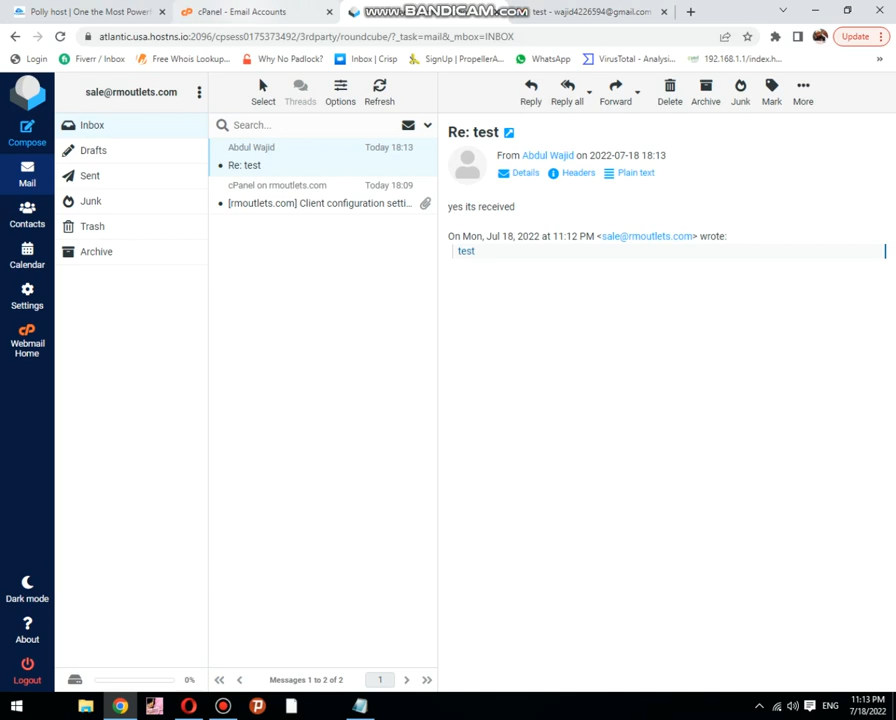 Polly host | One the Most Powerf
cPanel - Email Accounts
WWW.BANDICAM.COM
test - wajid4226594@gmail.com
atlantic.usa.hostns.io:2096/cpsess0175373492/3rdparty/roundcube/?_task=mail&_mbox=INBOX
Update
Login
Fiverr / Inbox
Free Whois Lookup...
Why No Padlock?
Inbox | Crisp
SignUp | PropellerA...
WhatsApp
VirusTotal - Analysi...
192.168.1.1/index.h...
»
sale@rmoutlets.com
Select
Threads
Options
Refresh
Reply
Reply all
Forward
Delete
Archive
Junk
Mark
More
Compose
Mail
Contacts
Calendar
Settings
Webmail
Home
Dark mode
About
Logout
Inbox
Drafts
Sent
Junk
Trash
Archive
0%
Search...
Abdul Wajid Today 18:13
Re: test
cPanel on rmoutlets.com Today 18:09
[rmoutlets.com] Client configuration setti...
Messages 1 to 2 of 2
1
Re: test
From Abdul Wajid on 2022-07-18 18:13
Details
Headers
Plain text
yes its received
On Mon, Jul 18, 2022 at 11:12 PM <sale@rmoutlets.com> wrote:
test
ENG
11:13 PM
7/18/2022